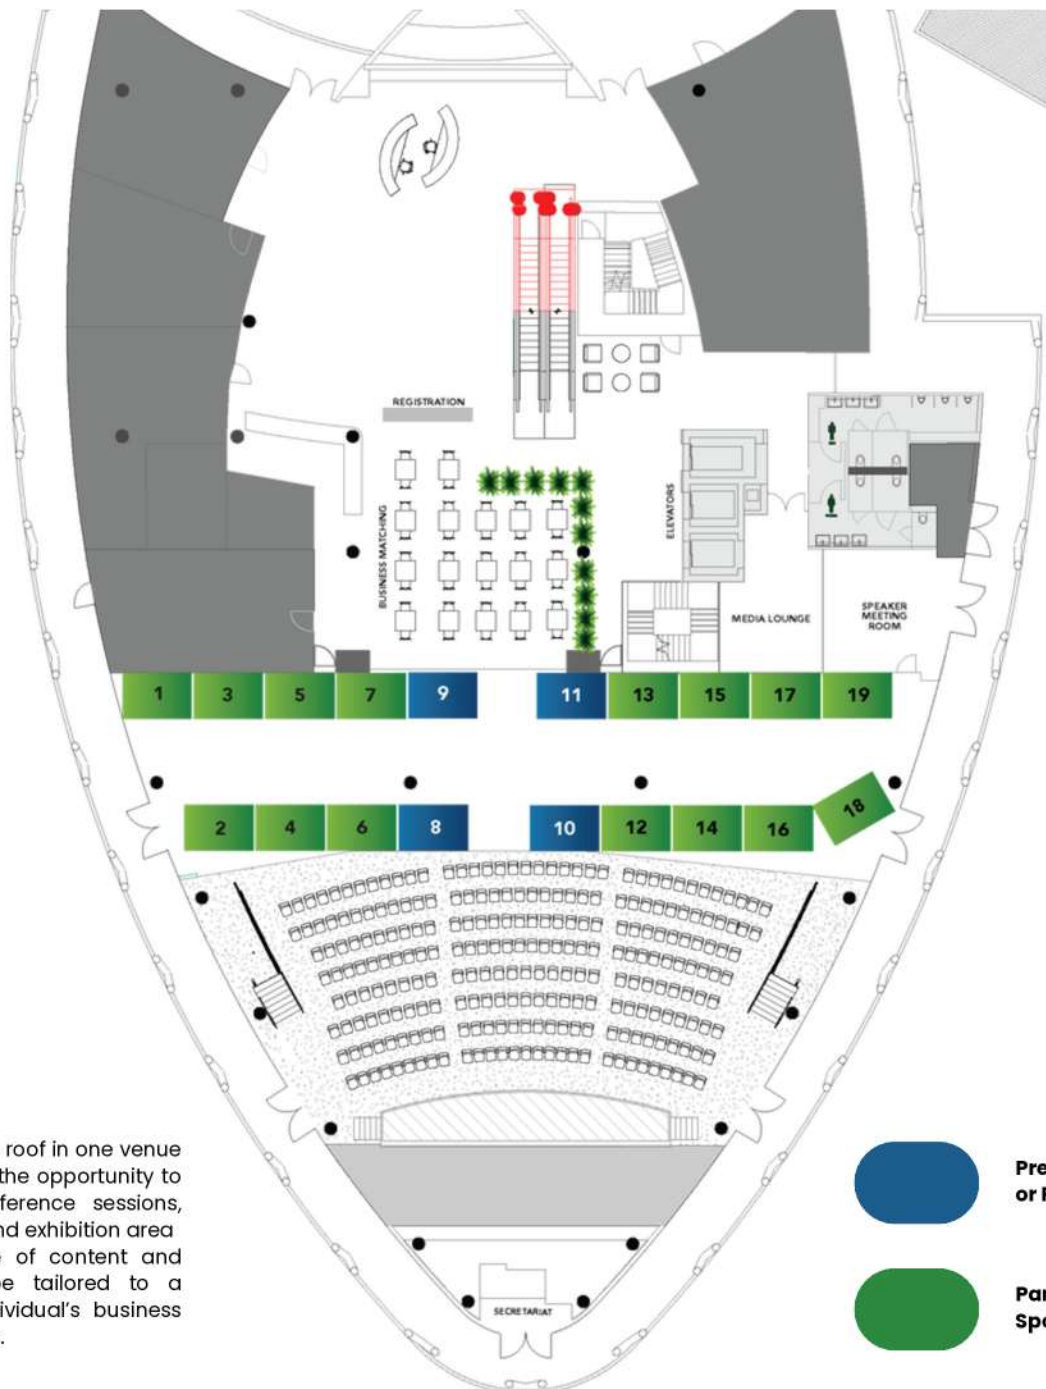 REGISTRATION
BUSINESS MATCHING
ELEVATORS
MEDIA LOUNGE
SPEAKER
MEETING
ROOM
1 3 5 7 9 11 13 15 17 19
2 4 6 8 10 12 14 16 18
SECRETARIAT
roof in one venue
the opportunity to
ference sessions,
nd exhibition area
of content and
tailored to a
ividual's business
.
Pre
or
Par
Spo